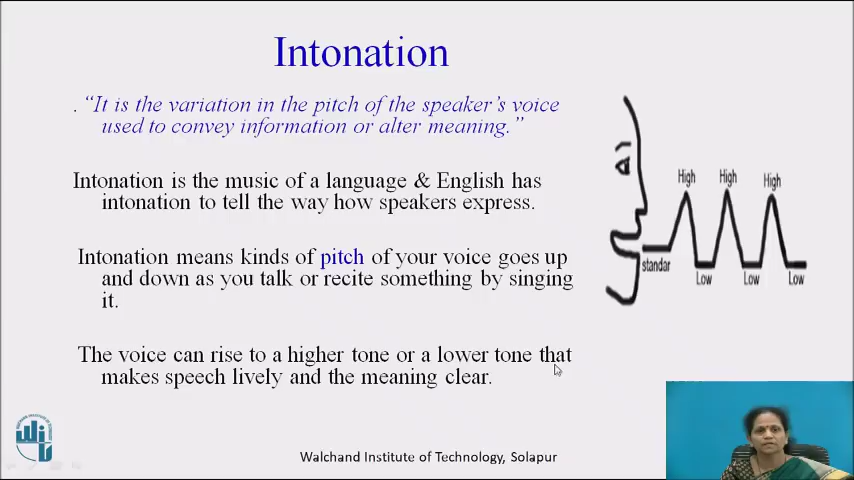 Intonation
. “It is the variation in the pitch of the speaker’s voice
used to convey information or alter meaning.”
Intonation is the music of a language & English has
intonation to tell the way how speakers express.
Intonation means kinds of pitch of your voice goes up
and down as you talk or recite something by singing
it.
The voice can rise to a higher tone or a lower tone that
makes speech lively and the meaning clear.
High
High
High
standar
Low
Low
Low
Walchand Institute of Technology, Solapur